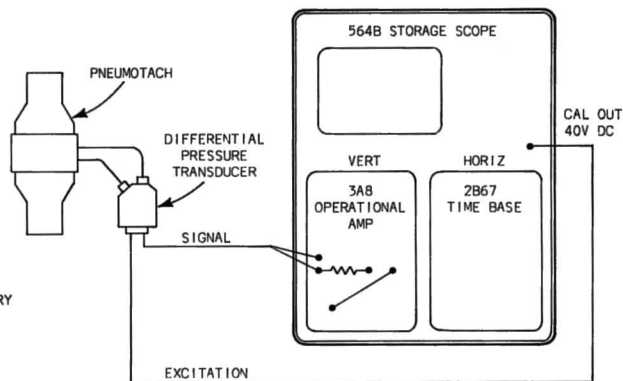 564B STORAGE SCOPE
PNEUMOTACH
CAL OUT
40V DC
DIFFERENTIAL
PRESSURE
TRANSDUCER
VERT
HORIZ
3A8
OPERATIONAL
AMP
2B67
TIME BASE
SIGNAL
RY
EXCITATION